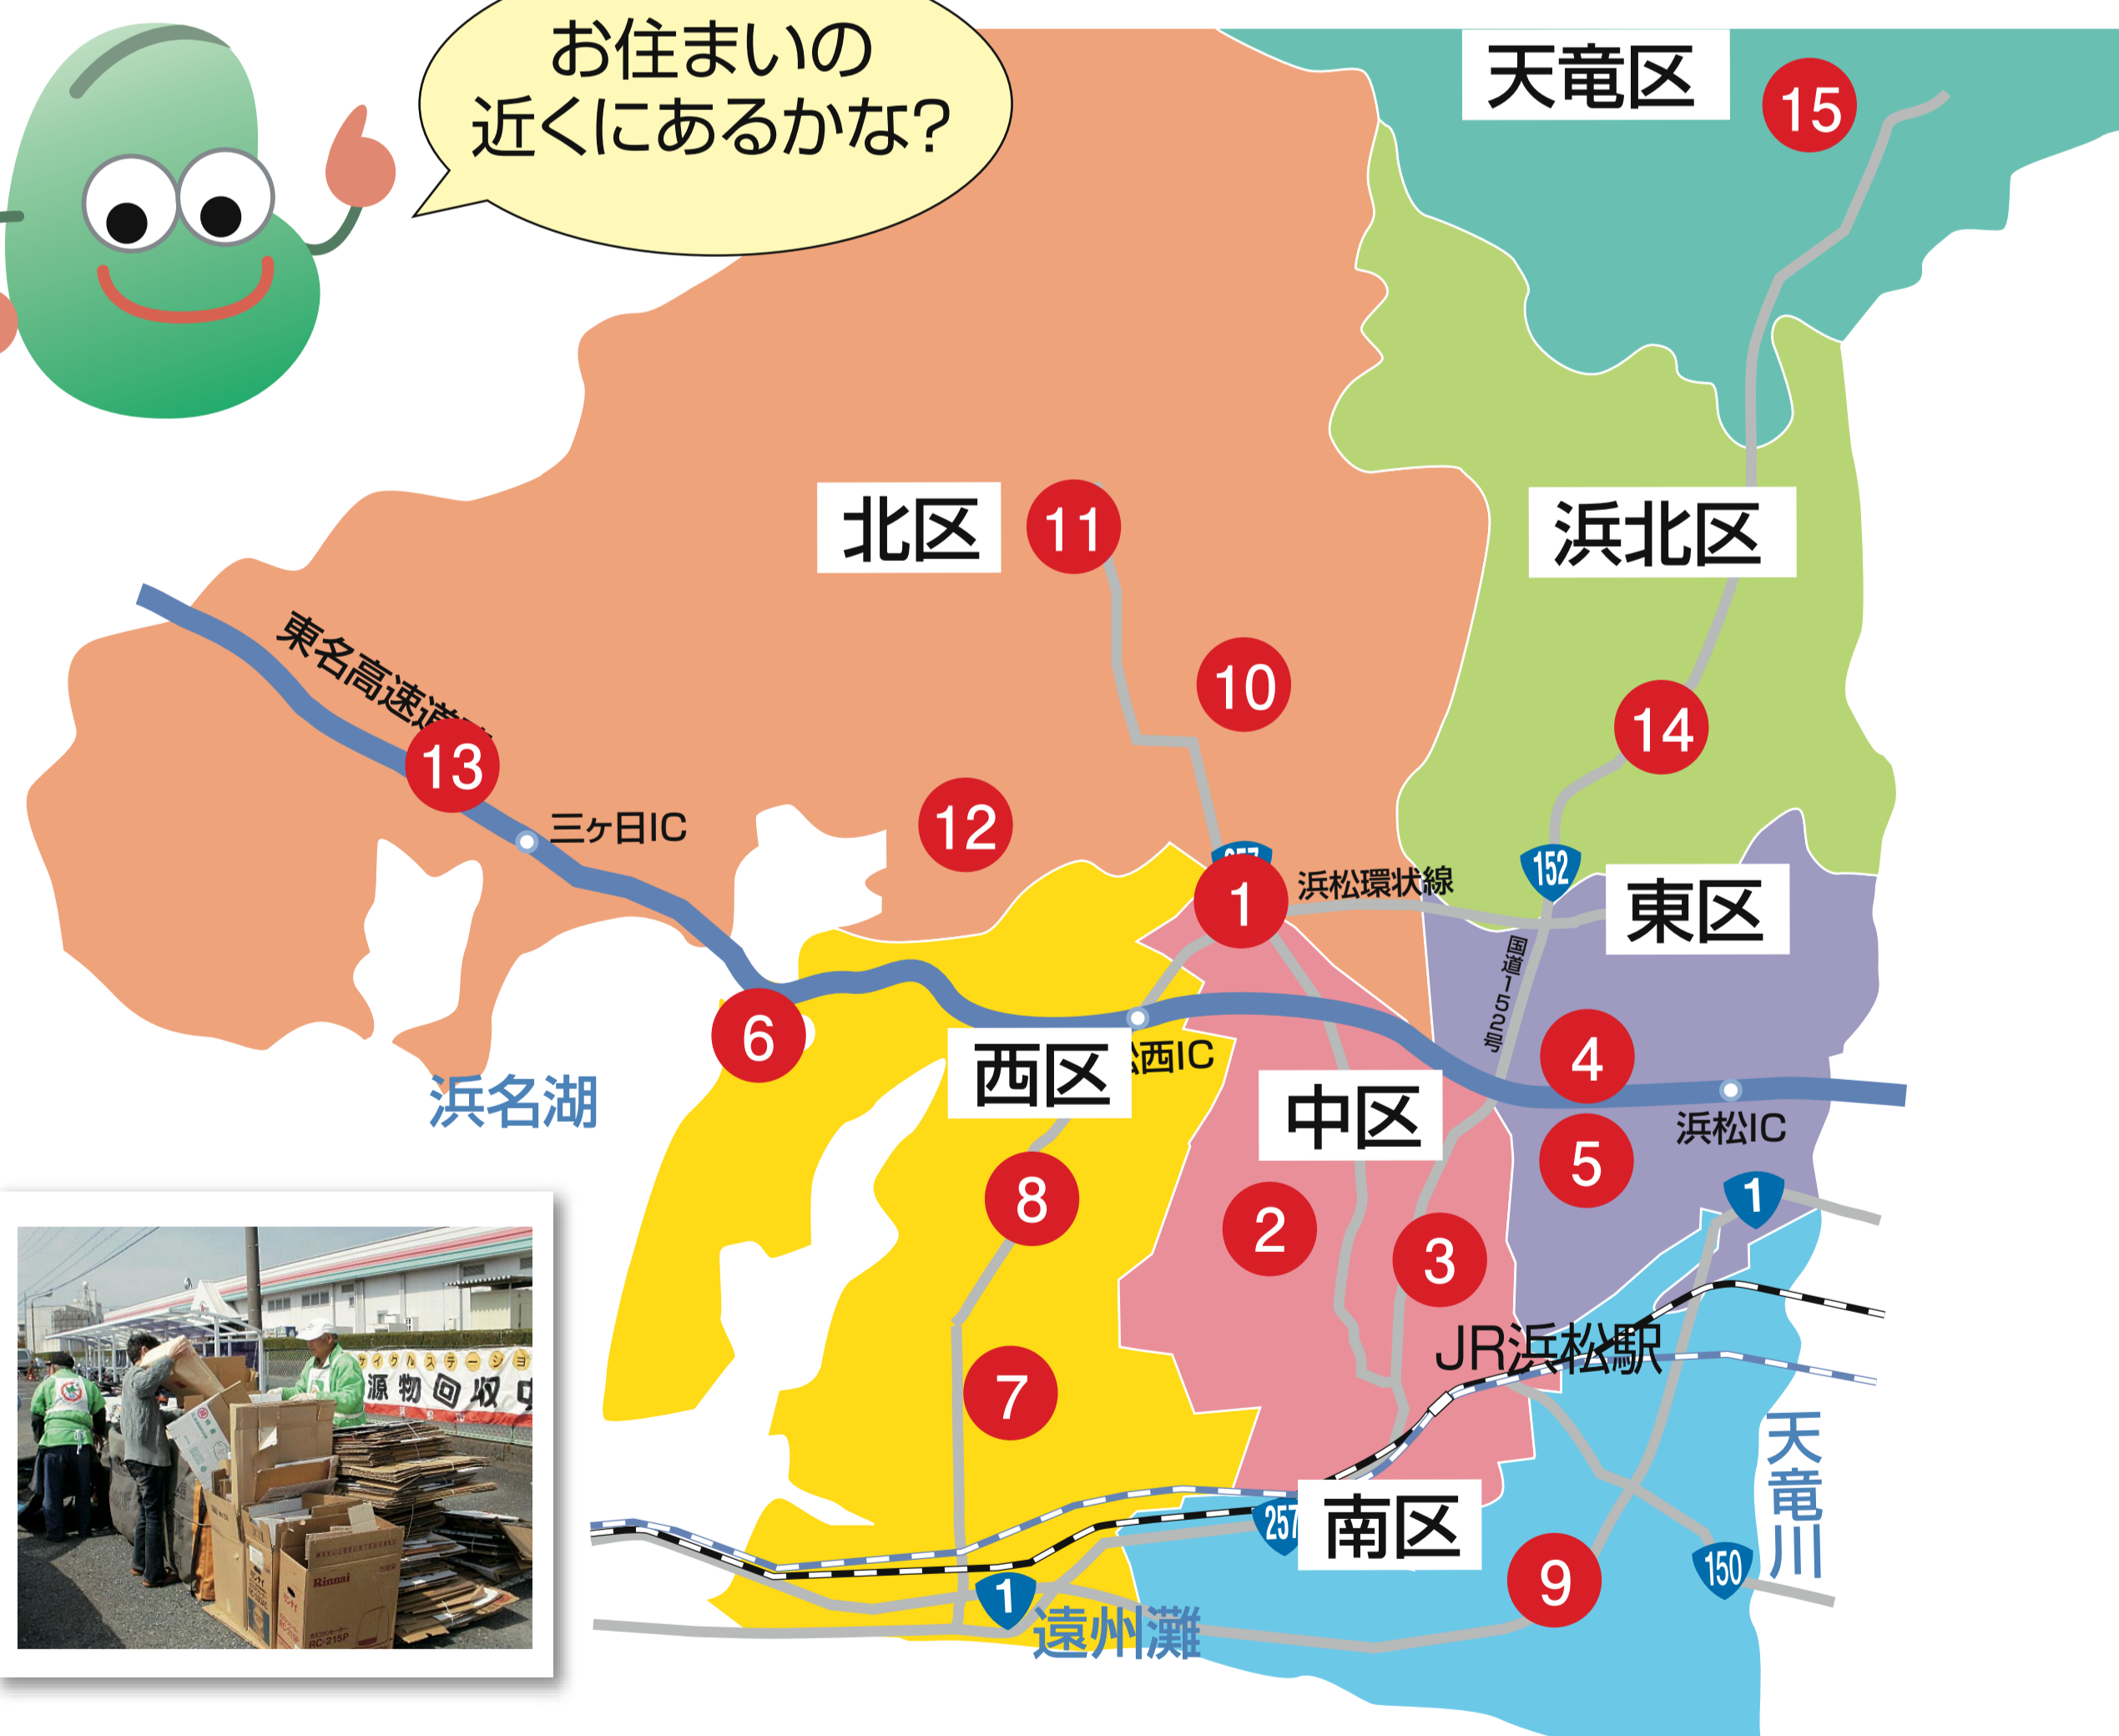 お住まいの
近くにあるかな?
天竜区
15
北区
11
浜北区
東名高速道
10
14
13
三ヶ日IC
12
1
浜松環状線
152
東区
国道152号
6
西区
西IC
4
中区
浜名湖
浜松IC
5
8
2
3
1
7
JR浜松駅
天竜川
257
南区
9
150
1
遠州灘
源物回収中
Rinnai
RC-215P